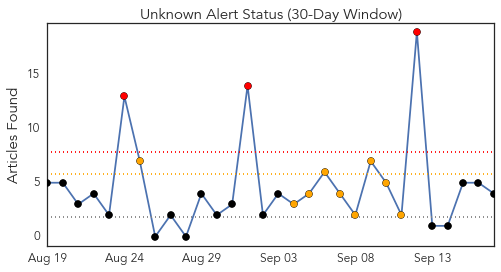 Unknown Alert Status (30-Day Window)
Articles Found
15
10
5
0
Aug 19 Aug 24 Aug 29 Sep 03 Sep 08 Sep 13